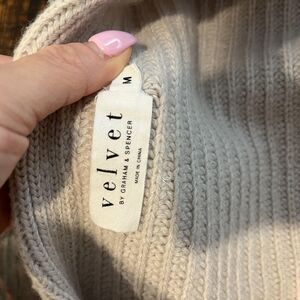 M
velvet
BY GRAHAM & SPENCER
MADE IN CHINA